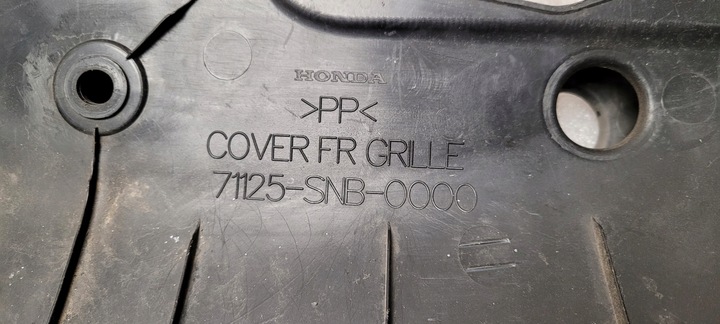 HONDA
>PP<
COVER FR GRILLE
71125-SNB-0000